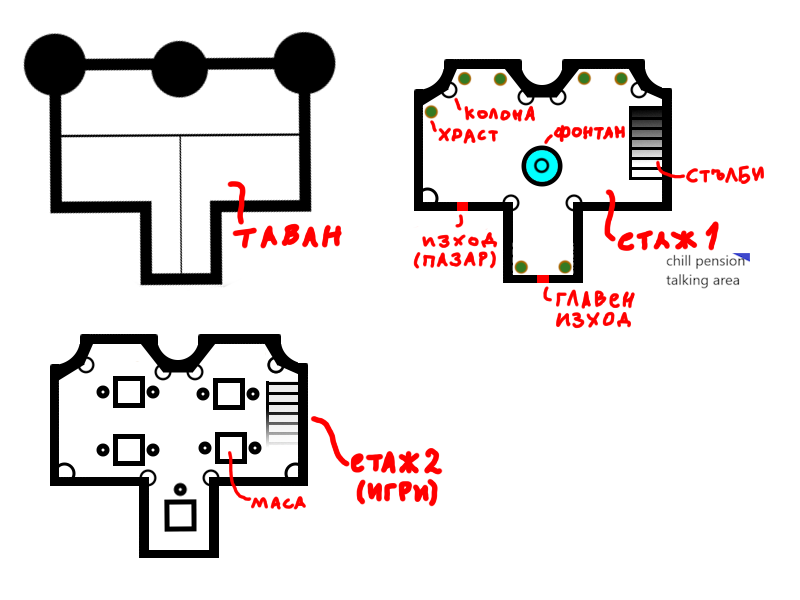 ТАВАН
КОЛОНА
ХРАСТ
ФОНТАН
СТЪЛБИ
ИЗХОД
(ПАЗАР)
ЕТАЖ 1
chill pension
talking area
ГЛАВЕН
ИЗХОД
ЕТАЖ 2
(ИГРИ)
МАСА